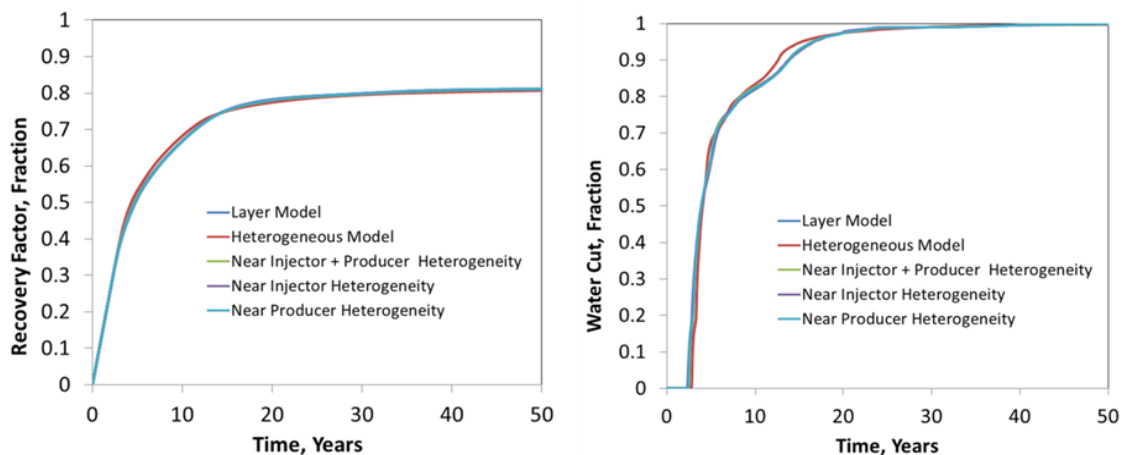 1
0.9
0.8
0.7
0.6
0.5
0.4
0.3
0.2
0.1
0
Recovery Factor, Fraction
Layer Model
Heterogeneous Model
Near Injector + Producer Heterogeneity
Near Injector Heterogeneity
Near Producer Heterogeneity
0 10 20 30 40 50
Time, Years
1
0.9
0.8
0.7
0.6
0.5
0.4
0.3
0.2
0.1
0
Water Cut, Fraction
Layer Model
Heterogeneous Model
Near Injector + Producer Heterogeneity
Near Injector Heterogeneity
Near Producer Heterogeneity
0 10 20 30 40 50
Time, Years